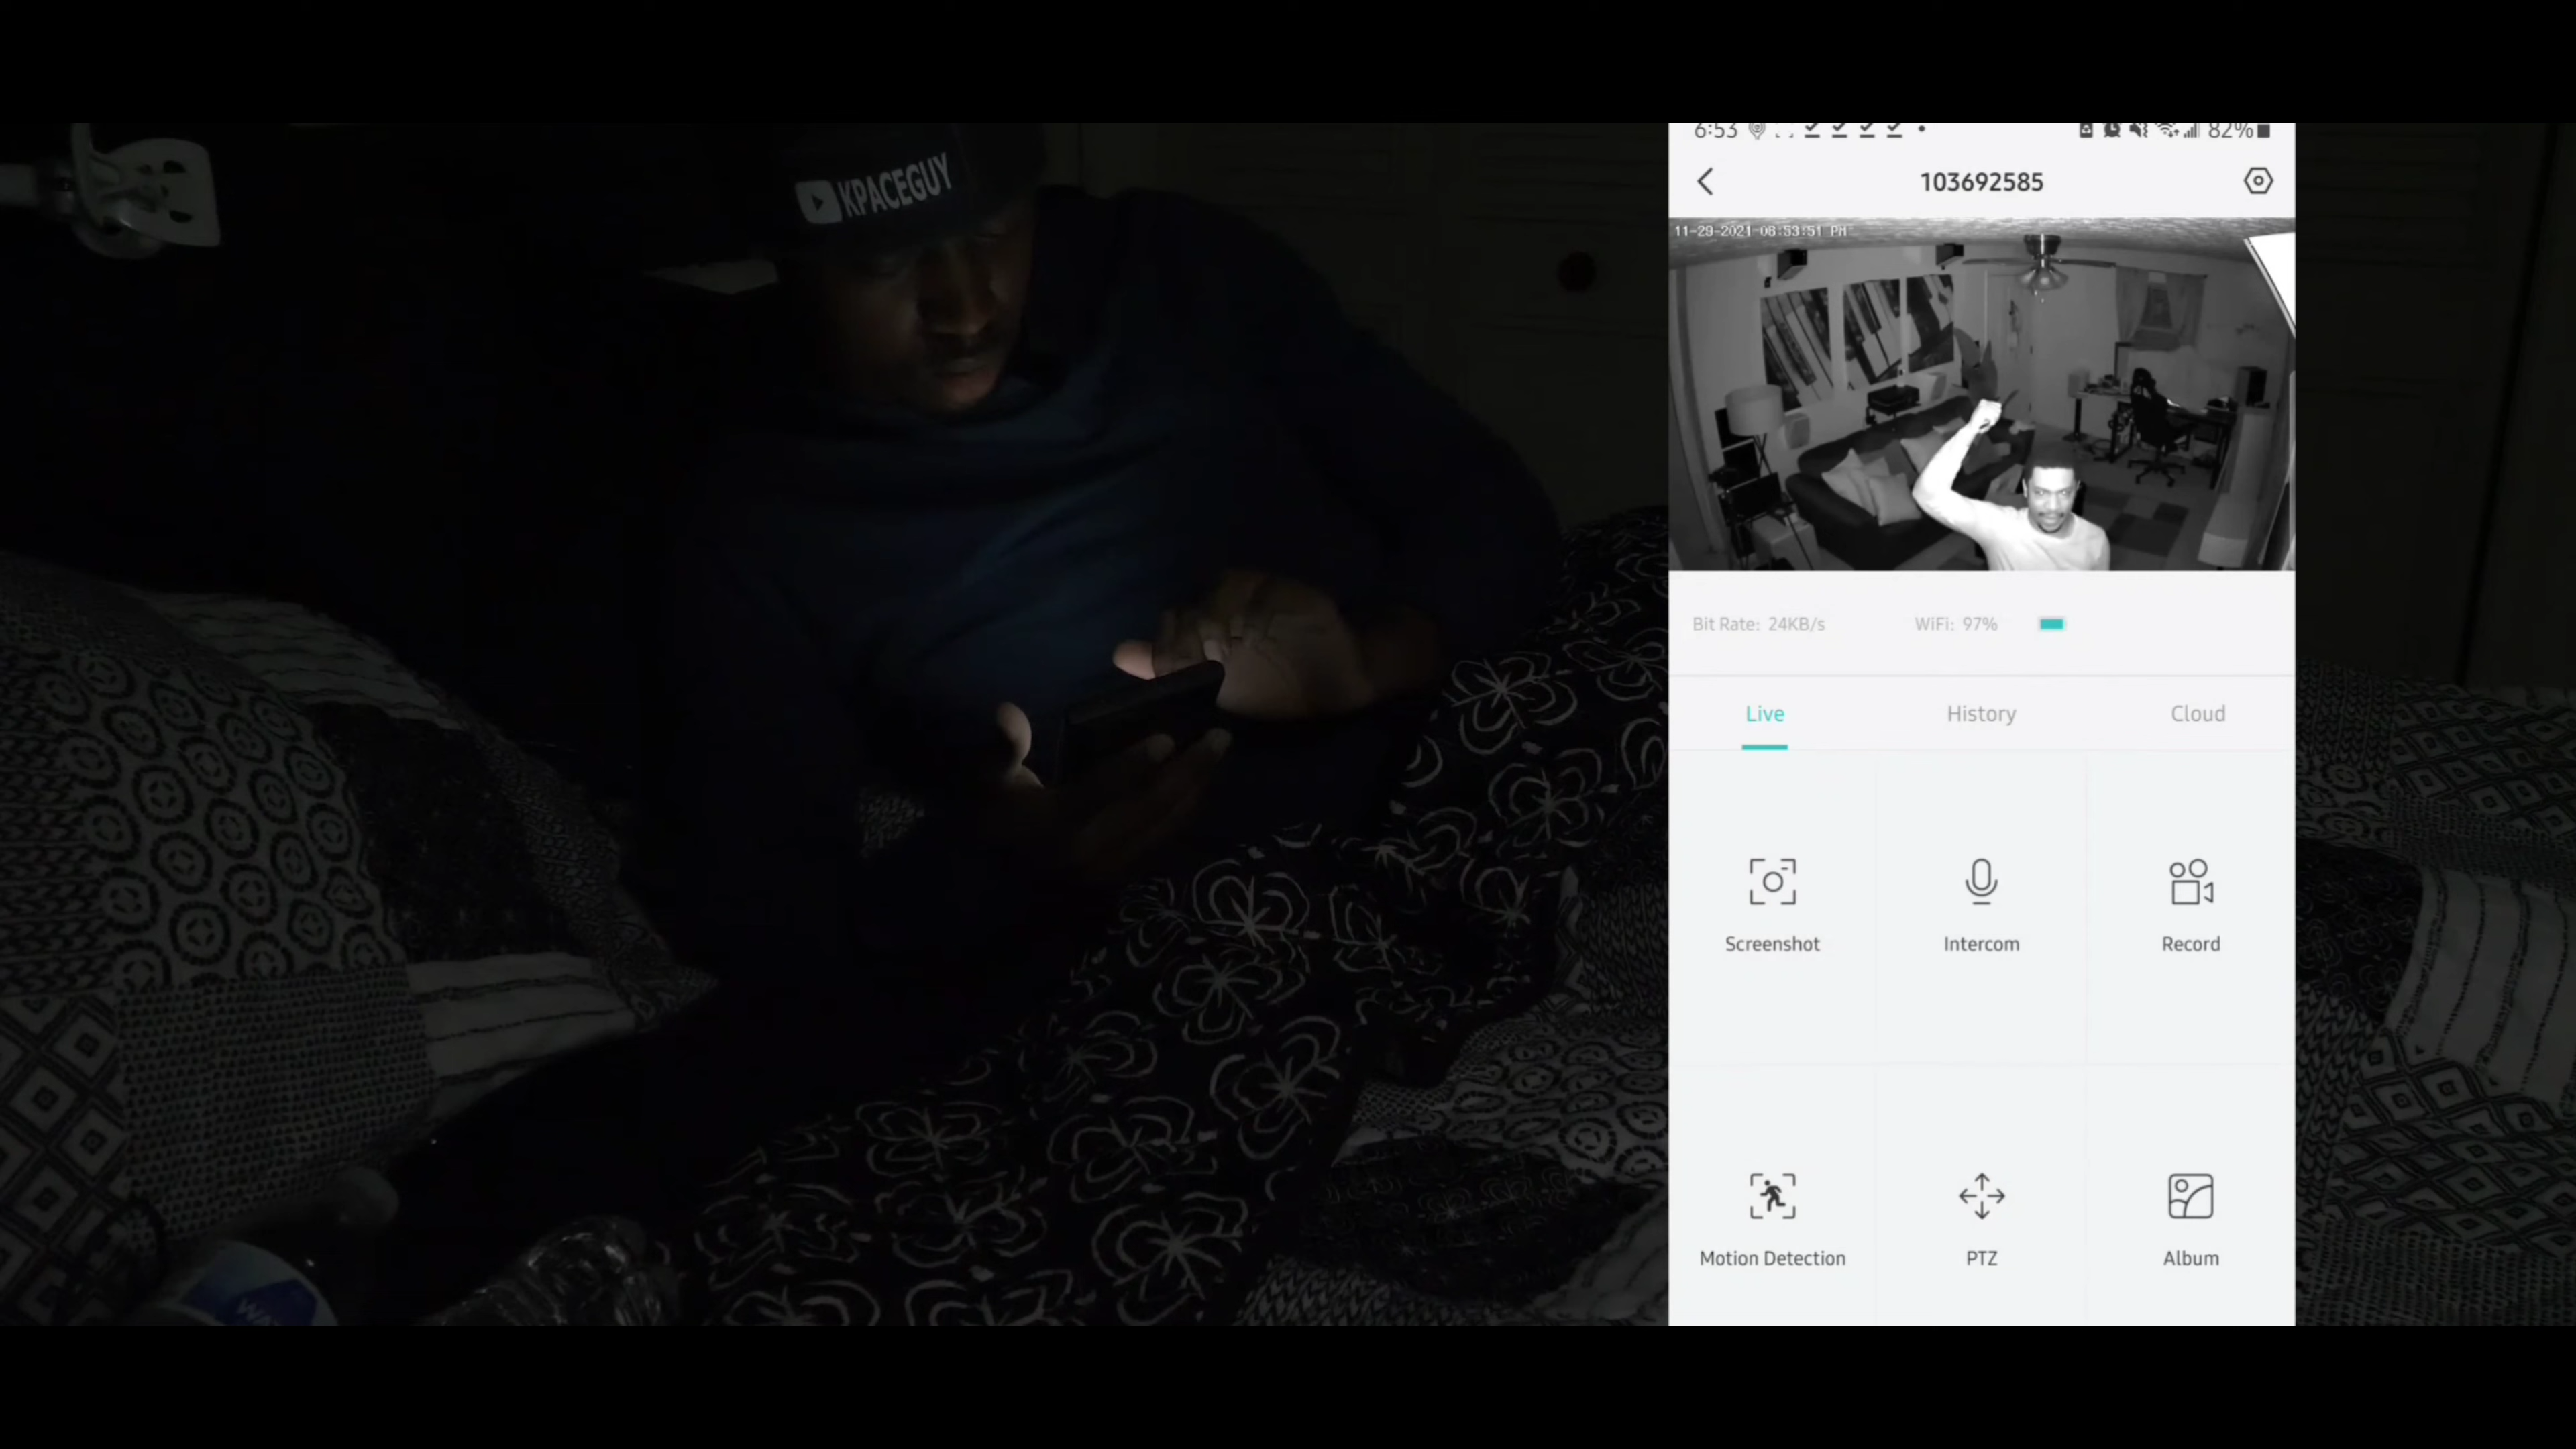 KPACEGUY
6:53
82%
103692585
11-29-2021 06:53:51 PM
Bit Rate: 24KB/s
WiFi: 97%
Live
History
Cloud
Screenshot
Intercom
Record
Motion Detection
PTZ
Album